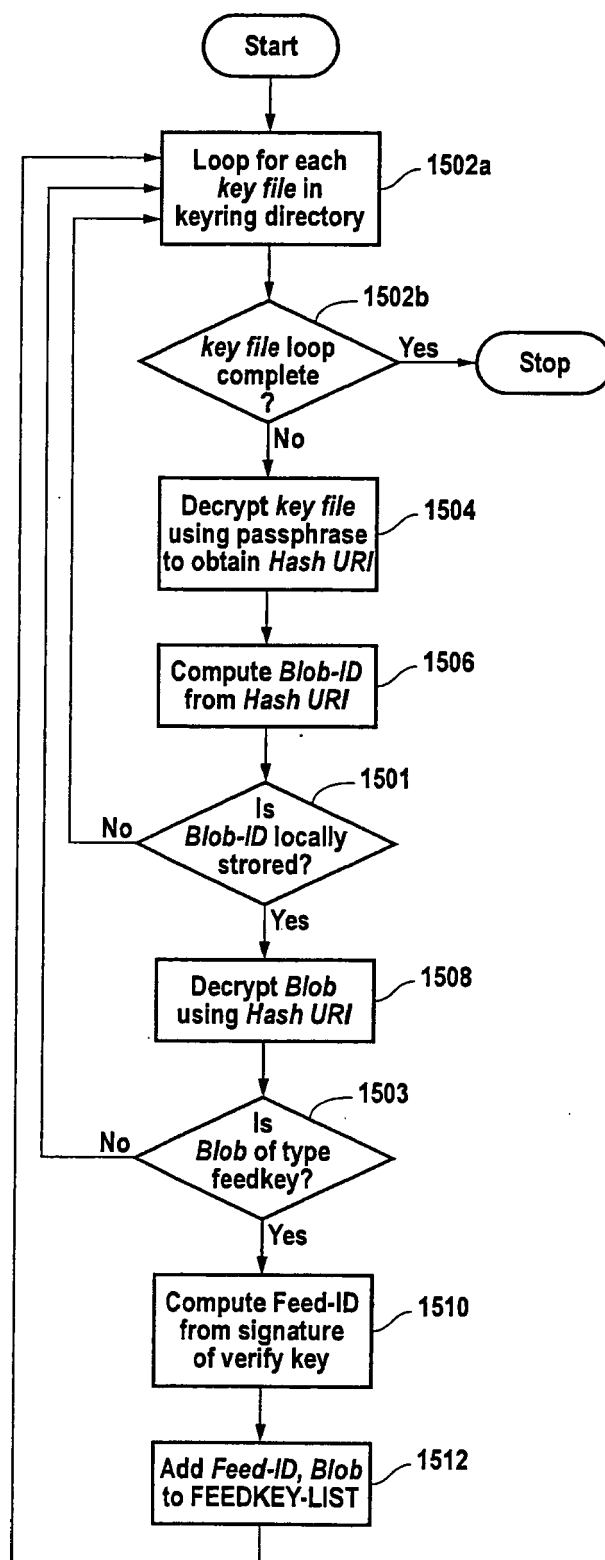 Start
Loop for each
key file in
keyring directory
1502a
1502b
key file loop
complete
?
Yes
Stop
No
Decrypt key file
using passphrase
to obtain Hash URI
1504
Compute Blob-ID
from Hash URI
1506
1501
Is
Blob-ID locally
strored?
No
Yes
Decrypt Blob
using Hash URI
1508
1503
Is
Blob of type
feedkey?
No
Yes
Compute Feed-ID
from signature
of verify key
1510
Add Feed-ID, Blob
to FEEDKEY-LIST
1512